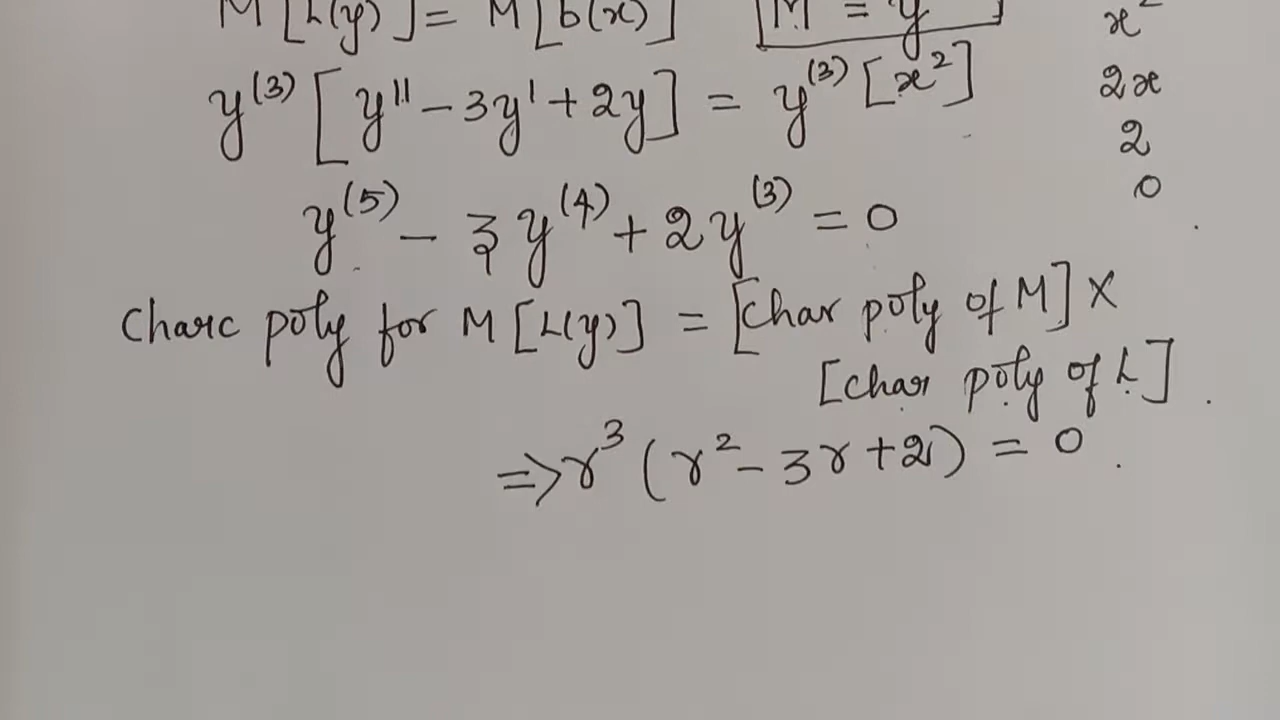 M[L(y)] = M[b(x)] [M = y ] x²
y⁽³⁾ [y'' - 3y' + 2y] = y⁽³⁾ [x²] 2x
2
0
y⁽⁵⁾ - 3y⁽⁴⁾ + 2y⁽³⁾ = 0
Charc poly for M[L(y)] = [Char poly of M] X
[char poly of L]
=> r³ (r² - 3r + 2) = 0